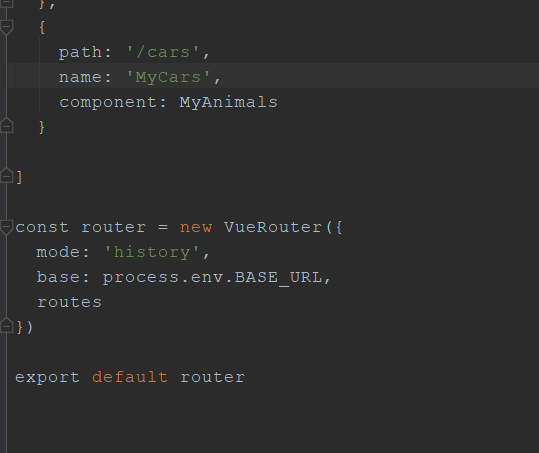 },
{
path: '/cars',
name: 'MyCars',
component: MyAnimals
}
]
const router = new VueRouter({
mode: 'history',
base: process.env.BASE_URL,
routes
})
export default router